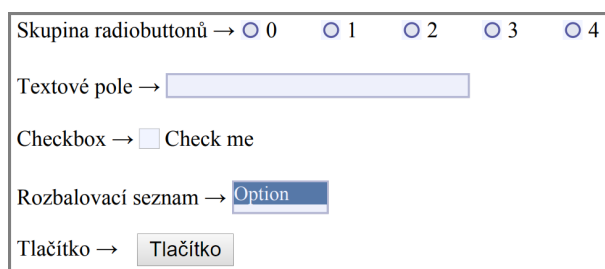 Skupina radiobuttonů → 0 1 2 3 4
Textové pole →
Checkbox → Check me
Rozbalovací seznam → Option
Tlačítko → Tlačítko